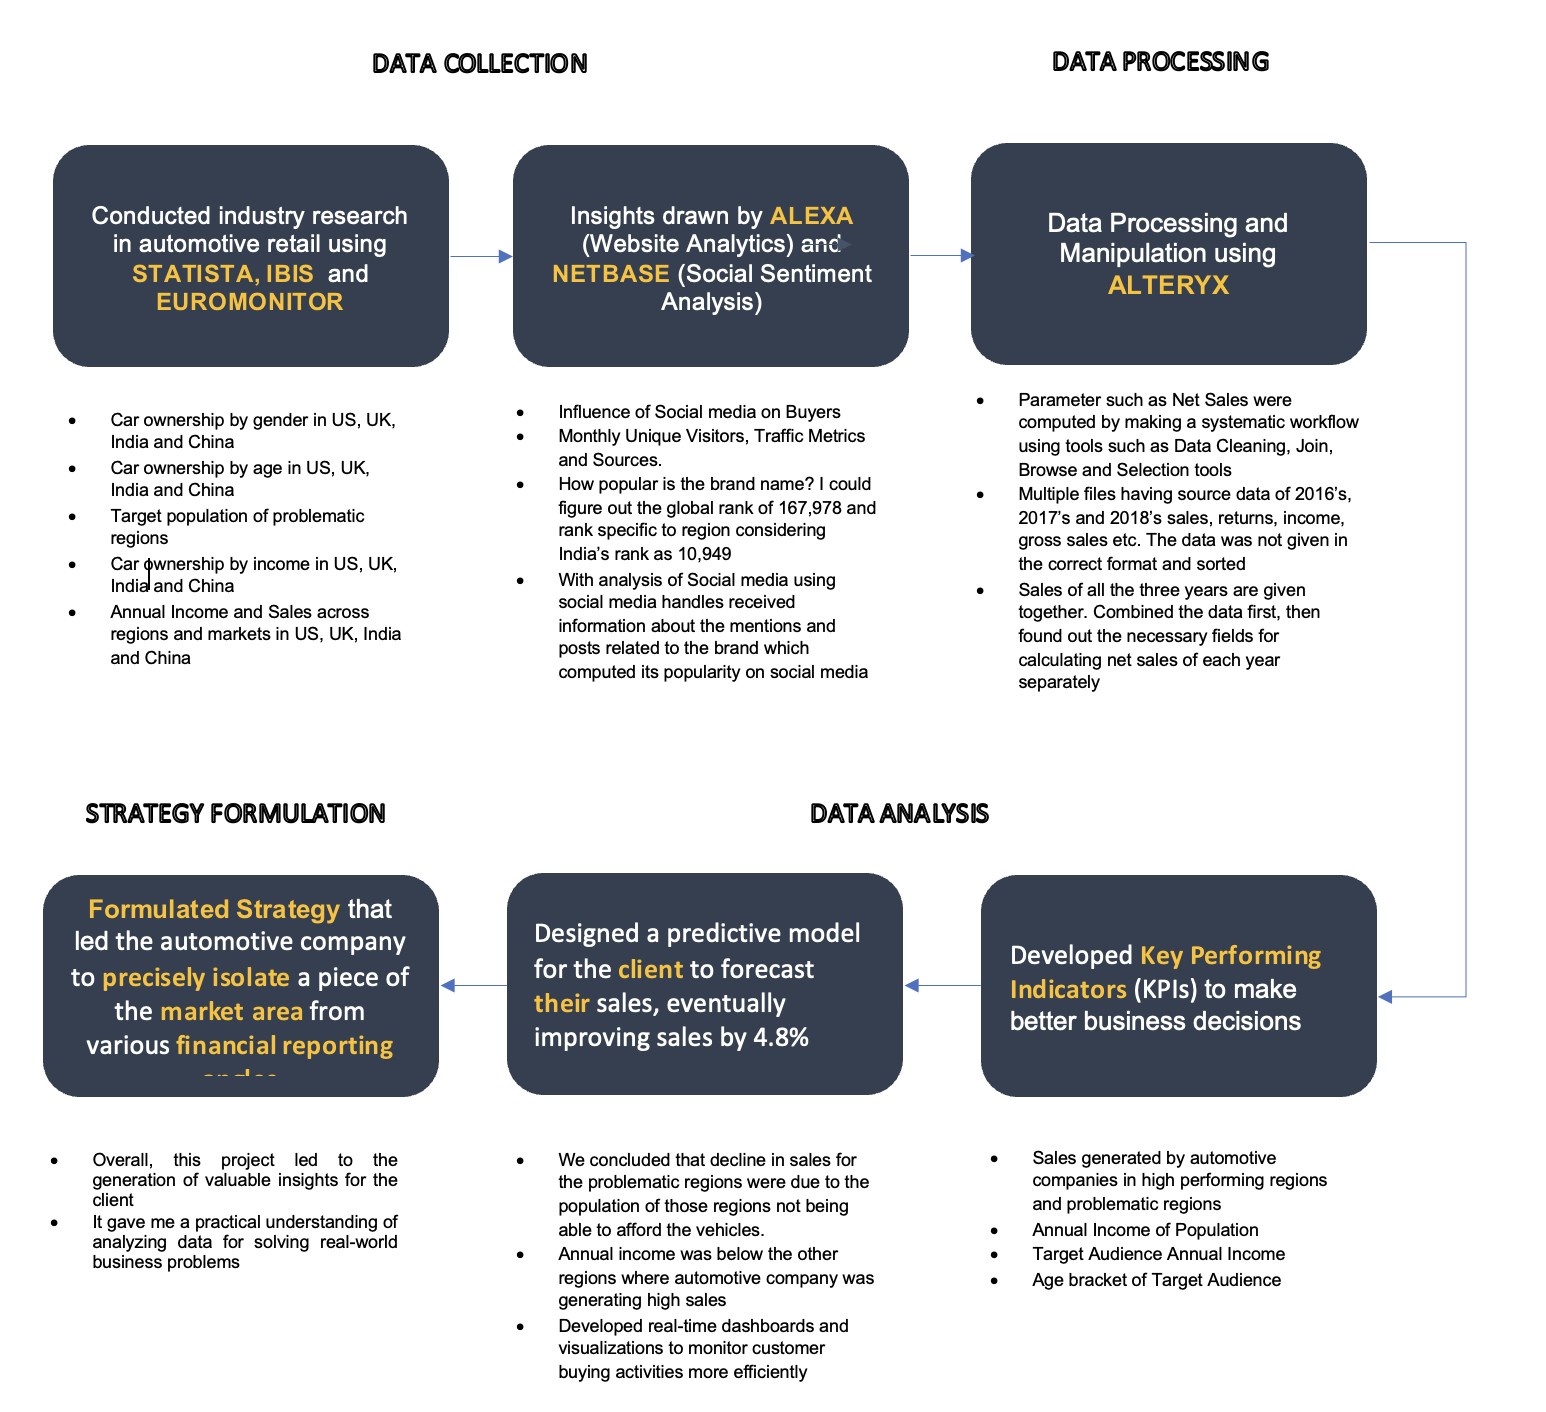 DATA COLLECTION
DATA PROCESSING
Conducted industry research
in automotive retail using
STATISTA, IBIS and
EUROMONITOR
Insights drawn by ALEXA
(Website Analytics) and
NETBASE (Social Sentiment
Analysis)
Data Processing and
Manipulation using
ALTERYX
• Car ownership by gender in US, UK,
India and China
• Car ownership by age in US, UK,
India and China
• Target population of problematic
regions
• Car ownership by income in US, UK,
India and China
• Annual Income and Sales across
regions and markets in US, UK, India
and China
• Influence of Social media on Buyers
• Monthly Unique Visitors, Traffic Metrics
and Sources.
• How popular is the brand name? I could
figure out the global rank of 167,978 and
rank specific to region considering
India's rank as 10,949
• With analysis of Social media using
social media handles received
information about the mentions and
posts related to the brand which
computed its popularity on social media
• Parameter such as Net Sales were
computed by making a systematic workflow
using tools such as Data Cleaning, Join,
Browse and Selection tools
• Multiple files having source data of 2016's,
2017's and 2018's sales, returns, income,
gross sales etc. The data was not given in
the correct format and sorted
• Sales of all the three years are given
together. Combined the data first, then
found out the necessary fields for
calculating net sales of each year
separately
STRATEGY FORMULATION
DATA ANALYSIS
Formulated Strategy that
led the automotive company
to precisely isolate a piece of
the market area from
various financial reporting
Designed a predictive model
for the client to forecast
their sales, eventually
improving sales by 4.8%
Developed Key Performing
Indicators (KPIs) to make
better business decisions
• Overall, this project led to the
generation of valuable insights for the
client
• It gave me a practical understanding of
analyzing data for solving real-world
business problems
• We concluded that decline in sales for
the problematic regions were due to the
population of those regions not being
able to afford the vehicles.
• Annual income was below the other
regions where automotive company was
generating high sales
• Developed real-time dashboards and
visualizations to monitor customer
buying activities more efficiently
• Sales generated by automotive
companies in high performing regions
and problematic regions
• Annual Income of Population
• Target Audience Annual Income
• Age bracket of Target Audience